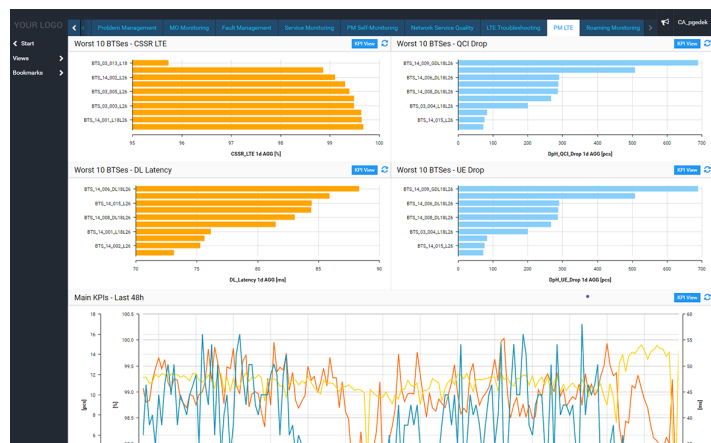 YOUR LOGO
Problem Management MO Monitoring Fault Management Service Monitoring PM Self-Monitoring Network Service Quality LTE Troubleshooting PM LTE Roaming Monitoring
CA_pgedek
Start
Views
Bookmarks
Worst 10 BTSes - CSSR LTE
KPI View
BTS_03_013_L18
BTS_14_002_L26
BTS_03_005_L26
BTS_03_003_L26
BTS_14_001_L18L26
95 96 97 98 99 100
CSSR_LTE 1d AGG [%]
Worst 10 BTSes - QCI Drop
KPI View
BTS_14_009_GDL18L26
BTS_14_006_DL18L26
BTS_14_008_DL18L26
BTS_03_004_L18L26
BTS_14_015_L26
0 100 200 300 400 500 600 700
DpH_QCI_Drop 1d AGG [pcs]
Worst 10 BTSes - DL Latency
KPI View
BTS_14_006_DL18L26
BTS_14_015_L26
BTS_14_008_DL18L26
BTS_14_001_L18L26
BTS_14_002_L26
70 75 80 85 90
DL_Latency 1d AGG [ms]
Worst 10 BTSes - UE Drop
KPI View
BTS_14_009_GDL18L26
BTS_14_006_DL18L26
BTS_14_008_DL18L26
BTS_03_004_L18L26
BTS_14_015_L26
0 100 200 300 400 500 600 700
DpH_UE_Drop 1d AGG [pcs]
Main KPIs - Last 48h
KPI View
18 100.5 60
16 100.0 55
14 99.5 50
12 99.0 45
10 98.5 40
8
6
[pcs]
[%]
[ms]